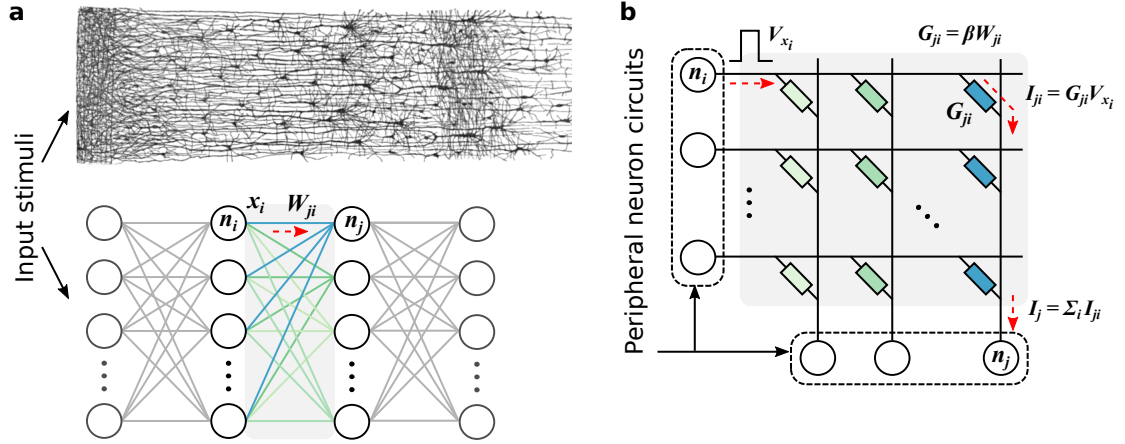 a
Input stimuli
x_i
W_ji
n_i
n_j
b
Peripheral neuron circuits
V_x_i
G_ji = βW_ji
n_i
G_ji
I_ji = G_ji V_x_i
I_j = Σ_i I_ji
n_j